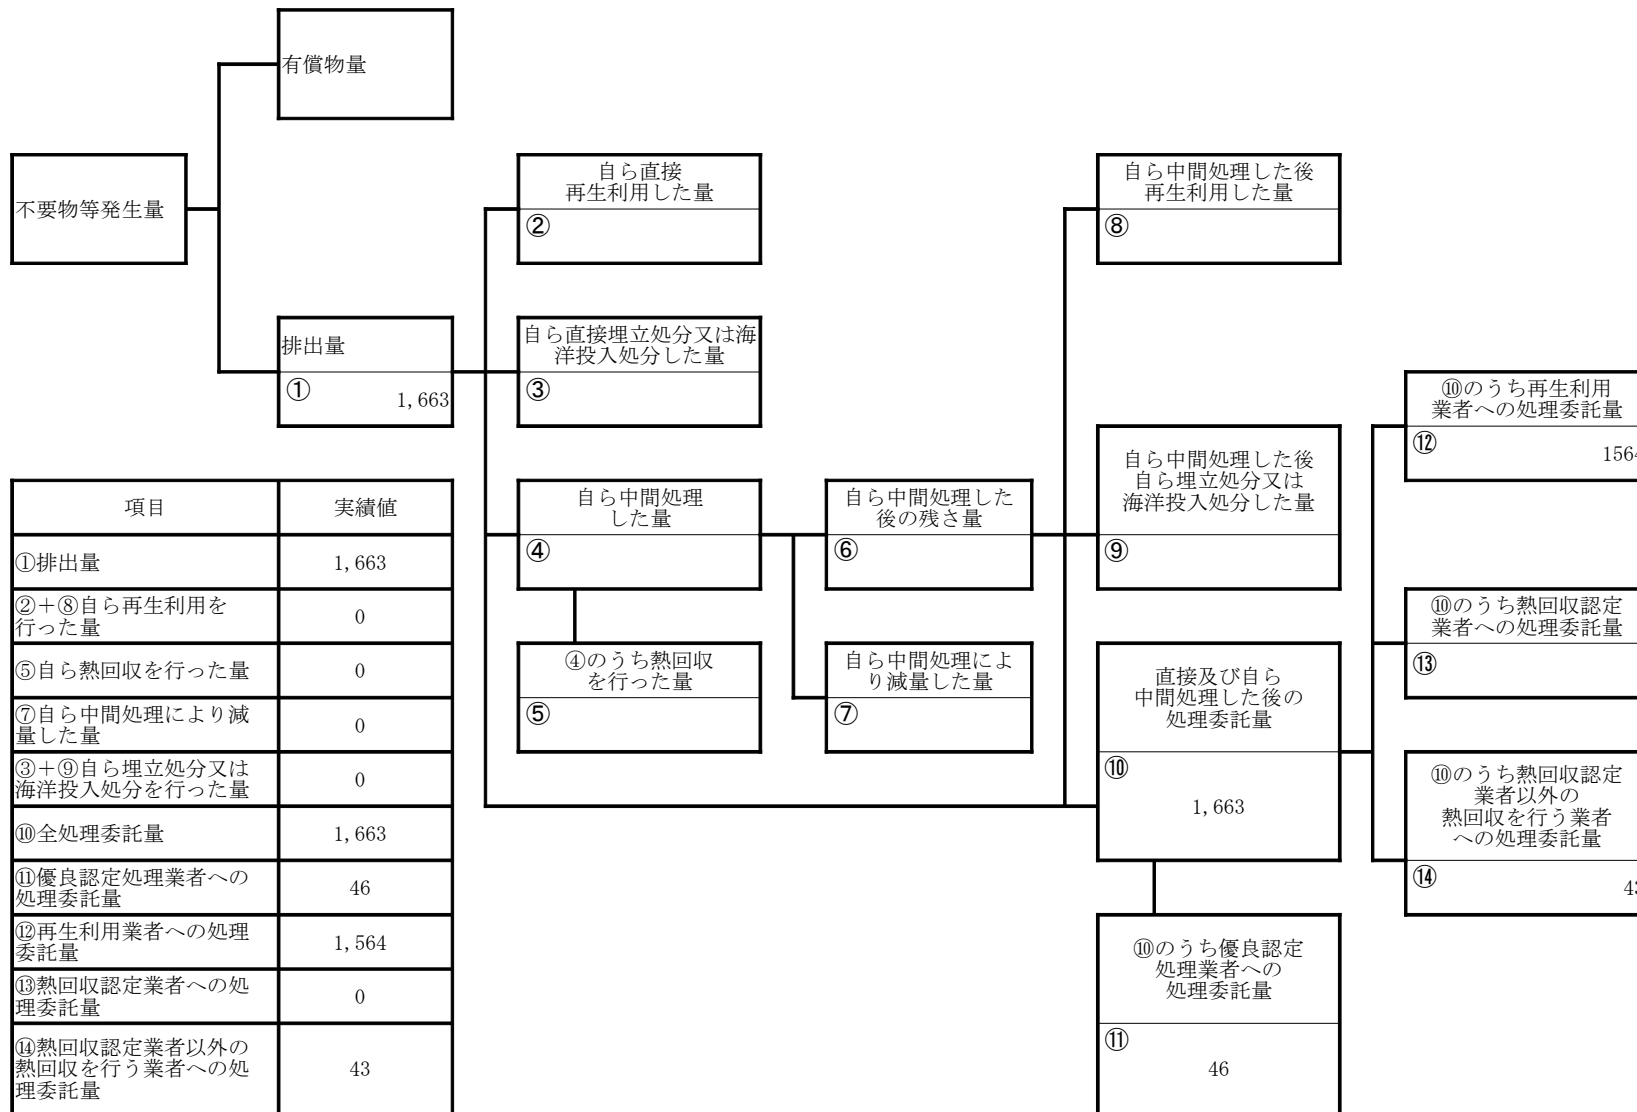 有償物量
不要物等発生量
自ら直接
再生利用した量
②
自ら中間処理した後
再生利用した量
⑧
排出量
① 1,663
自ら直接埋立処分又は海
洋投入処分した量
③
⑩のうち再生利用
業者への処理委託量
⑫ 1564
自ら中間処理
した量
④
自ら中間処理した
後の残さ量
⑥
自ら中間処理した後
自ら埋立処分又は
海洋投入処分した量
⑨
⑩のうち熱回収認定
業者への処理委託量
⑬
④のうち熱回収
を行った量
⑤
自ら中間処理によ
り減量した量
⑦
直接及び自ら
中間処理した後の
処理委託量
⑩
1,663
⑩のうち熱回収認定
業者以外の
熱回収を行う業者
への処理委託量
⑭ 43
⑩のうち優良認定
処理業者への
処理委託量
⑪
46
項目 実績値
①排出量 1,663
②+⑧自ら再生利用を
行った量 0
⑤自ら熱回収を行った量 0
⑦自ら中間処理により減
量した量 0
③+⑨自ら埋立処分又は
海洋投入処分を行った量 0
⑩全処理委託量 1,663
⑪優良認定処理業者への
処理委託量 46
⑫再生利用業者への処理
委託量 1,564
⑬熱回収認定業者への処
理委託量 0
⑭熱回収認定業者以外の
熱回収を行う業者への処
理委託量 43